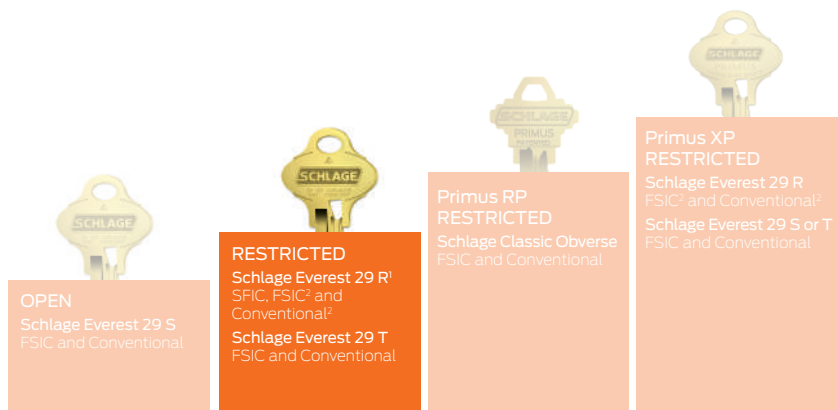 SCHLAGE
OPEN
Schlage Everest 29 S
FSIC and Conventional
SCHLAGE
RESTRICTED
Schlage Everest 29 R¹
SFIC, FSIC² and
Conventional²
Schlage Everest 29 T
FSIC and Conventional
SCHLAGE
PRIMUS
Primus RP
RESTRICTED
Schlage Classic Obverse
FSIC and Conventional
SCHLAGE
PRIMUS
Primus XP
RESTRICTED
Schlage Everest 29 R
FSIC² and Conventional²
Schlage Everest 29 S or T
FSIC and Conventional